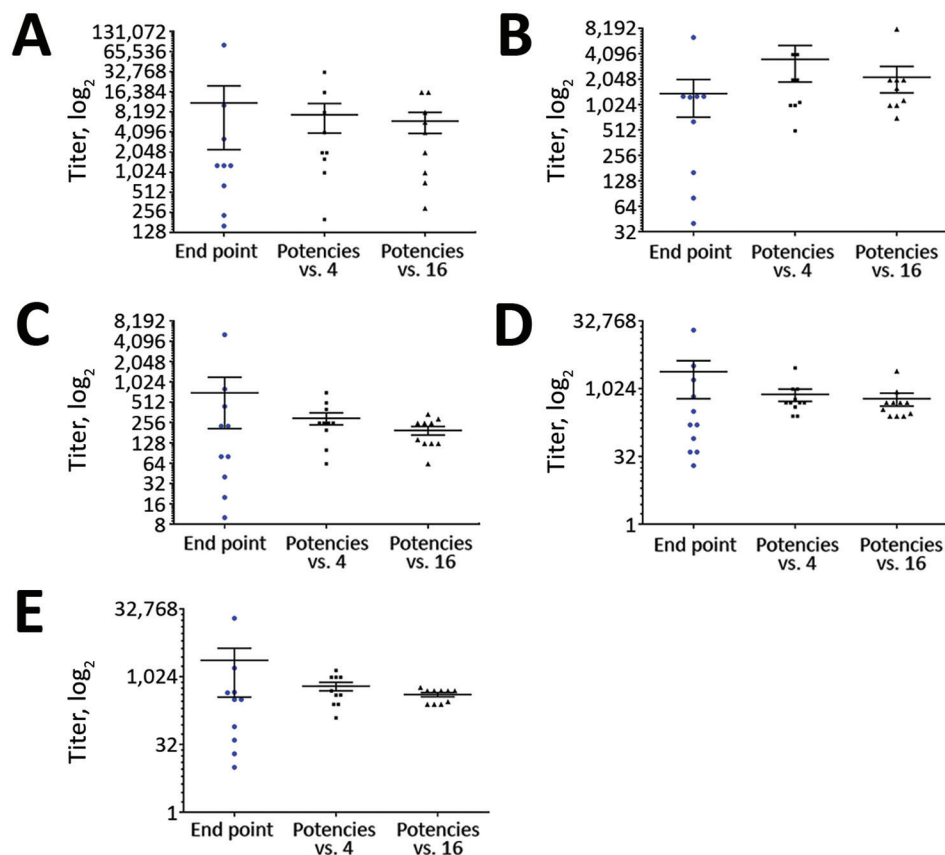 A
131,072
65,536
32,768
16,384
8,192
4,096
2,048
1,024
512
256
128
Titer, log2
End point
Potencies vs. 4
Potencies vs. 16
B
8,192
4,096
2,048
1,024
512
256
128
64
32
Titer, log2
End point
Potencies vs. 4
Potencies vs. 16
C
8,192
4,096
2,048
1,024
512
256
128
64
32
16
8
Titer, log2
End point
Potencies vs. 4
Potencies vs. 16
D
32,768
1,024
32
1
Titer, log2
End point
Potencies vs. 4
Potencies vs. 16
E
32,768
1,024
32
1
Titer, log2
End point
Potencies vs. 4
Potencies vs. 16